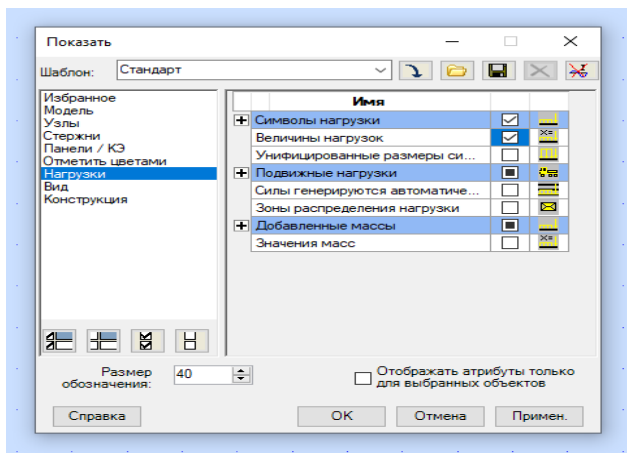 Показать
Шаблон: Стандарт
Избранное
Модель
Узлы
Стержни
Панели / КЭ
Отметить цветами
Нагрузки
Вид
Конструкция
Имя
Символы нагрузки
Величины нагрузок
Унифицированные размеры си...
Подвижные нагрузки
Силы генерируются автоматиче...
Зоны распределения нагрузки
Добавленные массы
Значения масс
Размер
обозначения:
40
Отображать атрибуты только
для выбранных объектов
Справка
OK
Отмена
Примен.